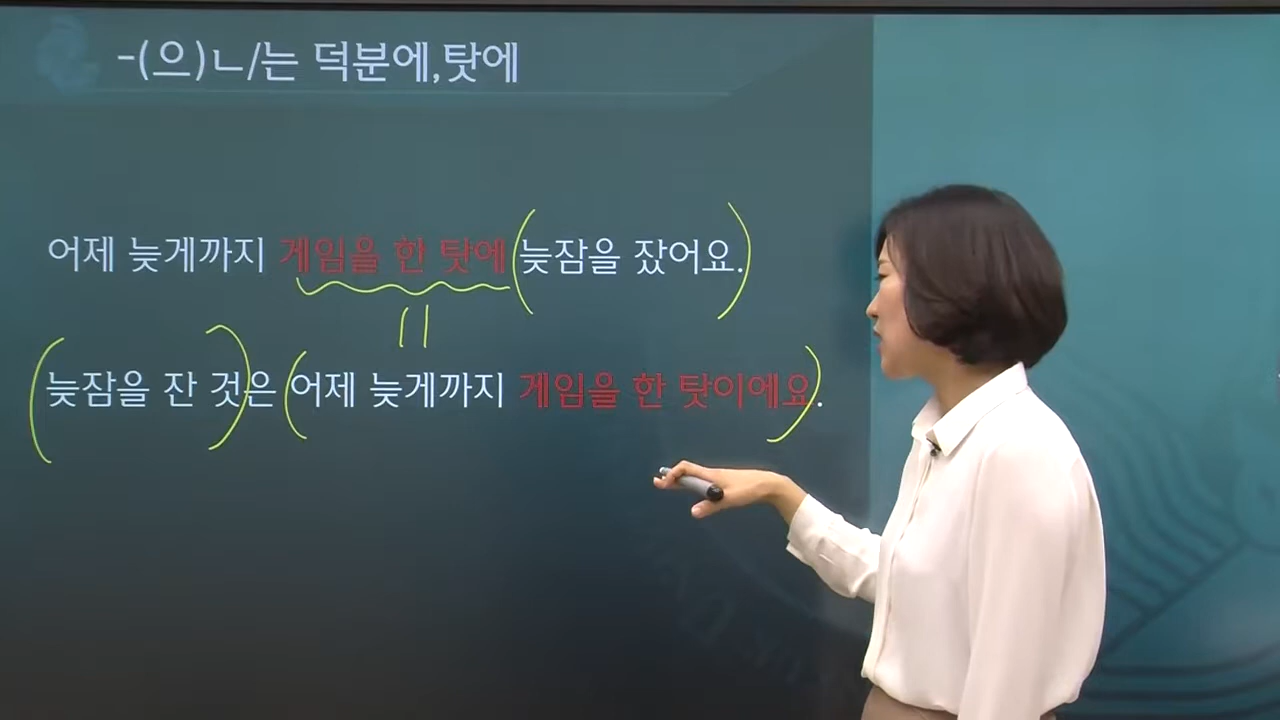 -(으)ㄴ/는 덕분에,탓에
어제 늦게까지 게임을 한 탓에 늦잠을 잤어요.
늦잠을 잔 것은 어제 늦게까지 게임을 한 탓이에요.